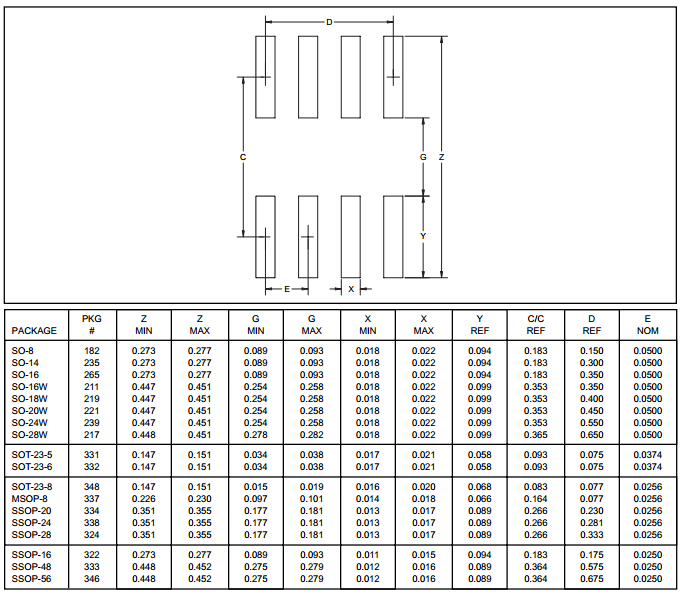 D
C
G
Z
Y
E
X
PACKAGE PKG # Z MIN Z MAX G MIN G MAX X MIN X MAX Y REF C/C REF D REF E NOM
SO-8 182 0.273 0.277 0.089 0.093 0.018 0.022 0.094 0.183 0.150 0.0500
SO-14 235 0.273 0.277 0.089 0.093 0.018 0.022 0.094 0.183 0.300 0.0500
SO-16 265 0.273 0.277 0.089 0.093 0.018 0.022 0.094 0.183 0.350 0.0500
SO-16W 211 0.447 0.451 0.254 0.258 0.018 0.022 0.099 0.353 0.350 0.0500
SO-18W 219 0.447 0.451 0.254 0.258 0.018 0.022 0.099 0.353 0.400 0.0500
SO-20W 221 0.447 0.451 0.254 0.258 0.018 0.022 0.099 0.353 0.450 0.0500
SO-24W 239 0.447 0.451 0.254 0.258 0.018 0.022 0.099 0.353 0.550 0.0500
SO-28W 217 0.448 0.451 0.278 0.282 0.018 0.022 0.099 0.365 0.650 0.0500
SOT-23-5 331 0.147 0.151 0.034 0.038 0.017 0.021 0.058 0.093 0.075 0.0374
SOT-23-6 332 0.147 0.151 0.034 0.038 0.017 0.021 0.058 0.093 0.075 0.0374
SOT-23-8 348 0.147 0.151 0.015 0.019 0.016 0.020 0.068 0.083 0.077 0.0256
MSOP-8 337 0.226 0.230 0.097 0.101 0.014 0.018 0.066 0.164 0.077 0.0256
SSOP-20 334 0.351 0.355 0.177 0.181 0.013 0.017 0.089 0.266 0.230 0.0256
SSOP-24 338 0.351 0.355 0.177 0.181 0.013 0.017 0.089 0.266 0.281 0.0256
SSOP-28 324 0.351 0.355 0.177 0.181 0.013 0.017 0.089 0.266 0.333 0.0256
SSOP-16 322 0.273 0.277 0.089 0.093 0.011 0.015 0.094 0.183 0.175 0.0250
SSOP-48 333 0.448 0.452 0.275 0.279 0.012 0.016 0.089 0.364 0.575 0.0250
SSOP-56 346 0.448 0.452 0.275 0.279 0.012 0.016 0.089 0.364 0.675 0.0250